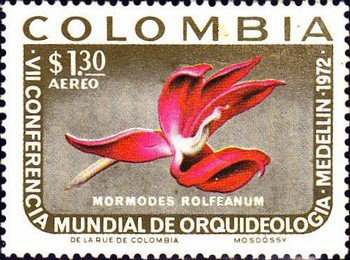 COLOMBIA
$1.30
AEREO
VII CONFERENCIA MUNDIAL DE ORQUIDEOLOGIA - MEDELLIN - 1972 -
MORMODES ROLFEANUM
DE LA RUE DE COLOMBIA MOSDOSSY